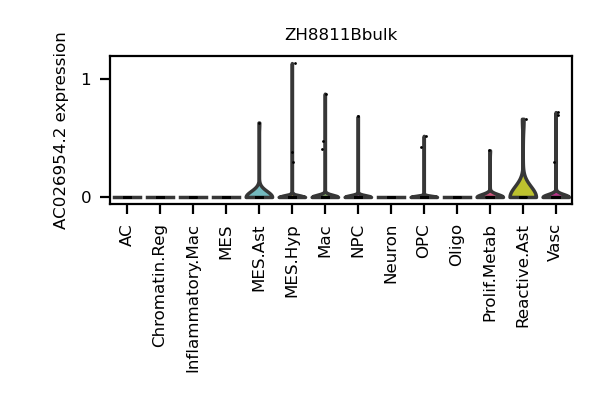 ZH8811Bbulk
AC026954.2 expression
1
0
AC
Chromatin.Reg
Inflammatory.Mac
MES
MES.Ast
MES.Hyp
Mac
NPC
Neuron
OPC
Oligo
Prolif.Metab
Reactive.Ast
Vasc